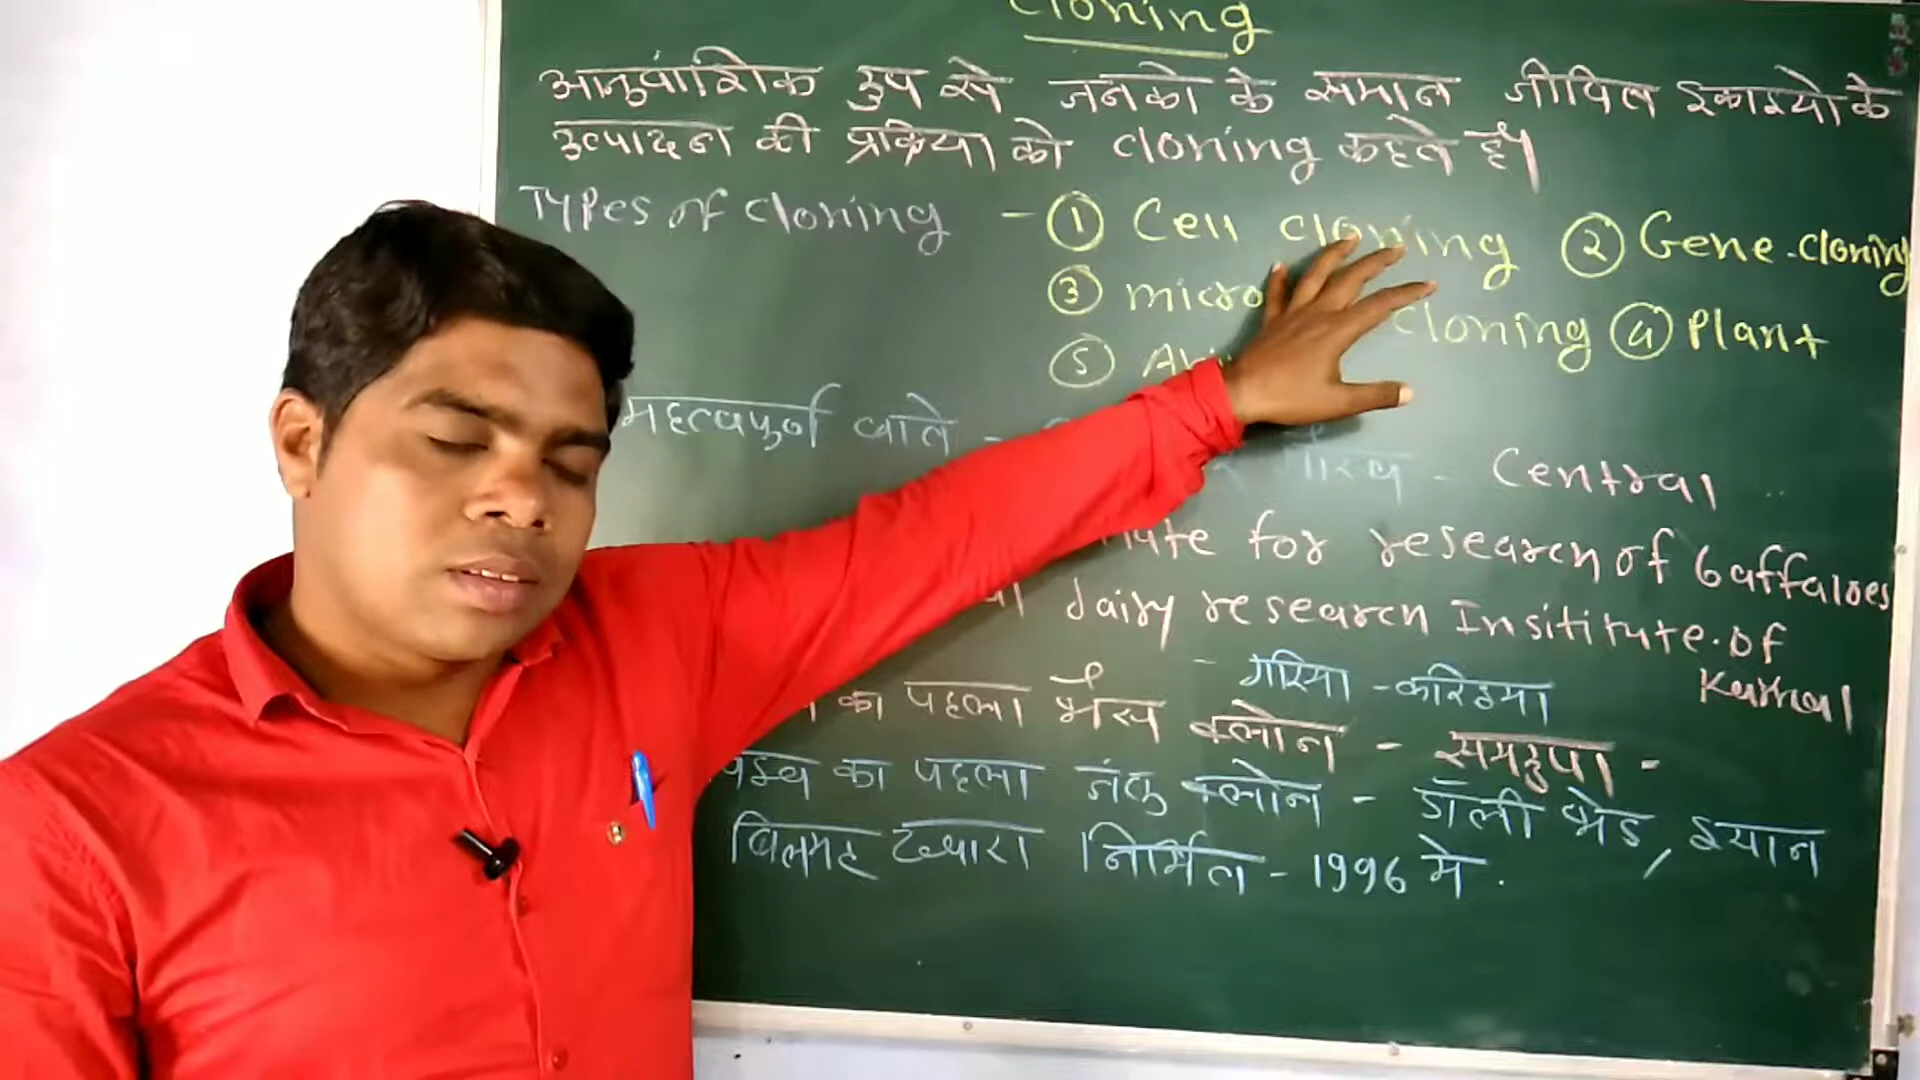 cloning
आनुवांशिक रुप से जनको के समान जीवित इकाइयो के
उत्पादन की प्रक्रिया को cloning कहते है।
Types of cloning - ① Cell cloning ② Gene cloning
③ micro cloning ④ Plant
⑤
महत्वपूर्ण बाते -
- Central
for research of baffaloes
dairy research Insititute of
Karnal
- गरिमा - करिश्मा
का पहला भैंस क्लोन - समरुपा -
का पहला जंतु क्लोन - डॉली भेड, इयान
विलमट द्वारा निर्मित - 1996 मे.